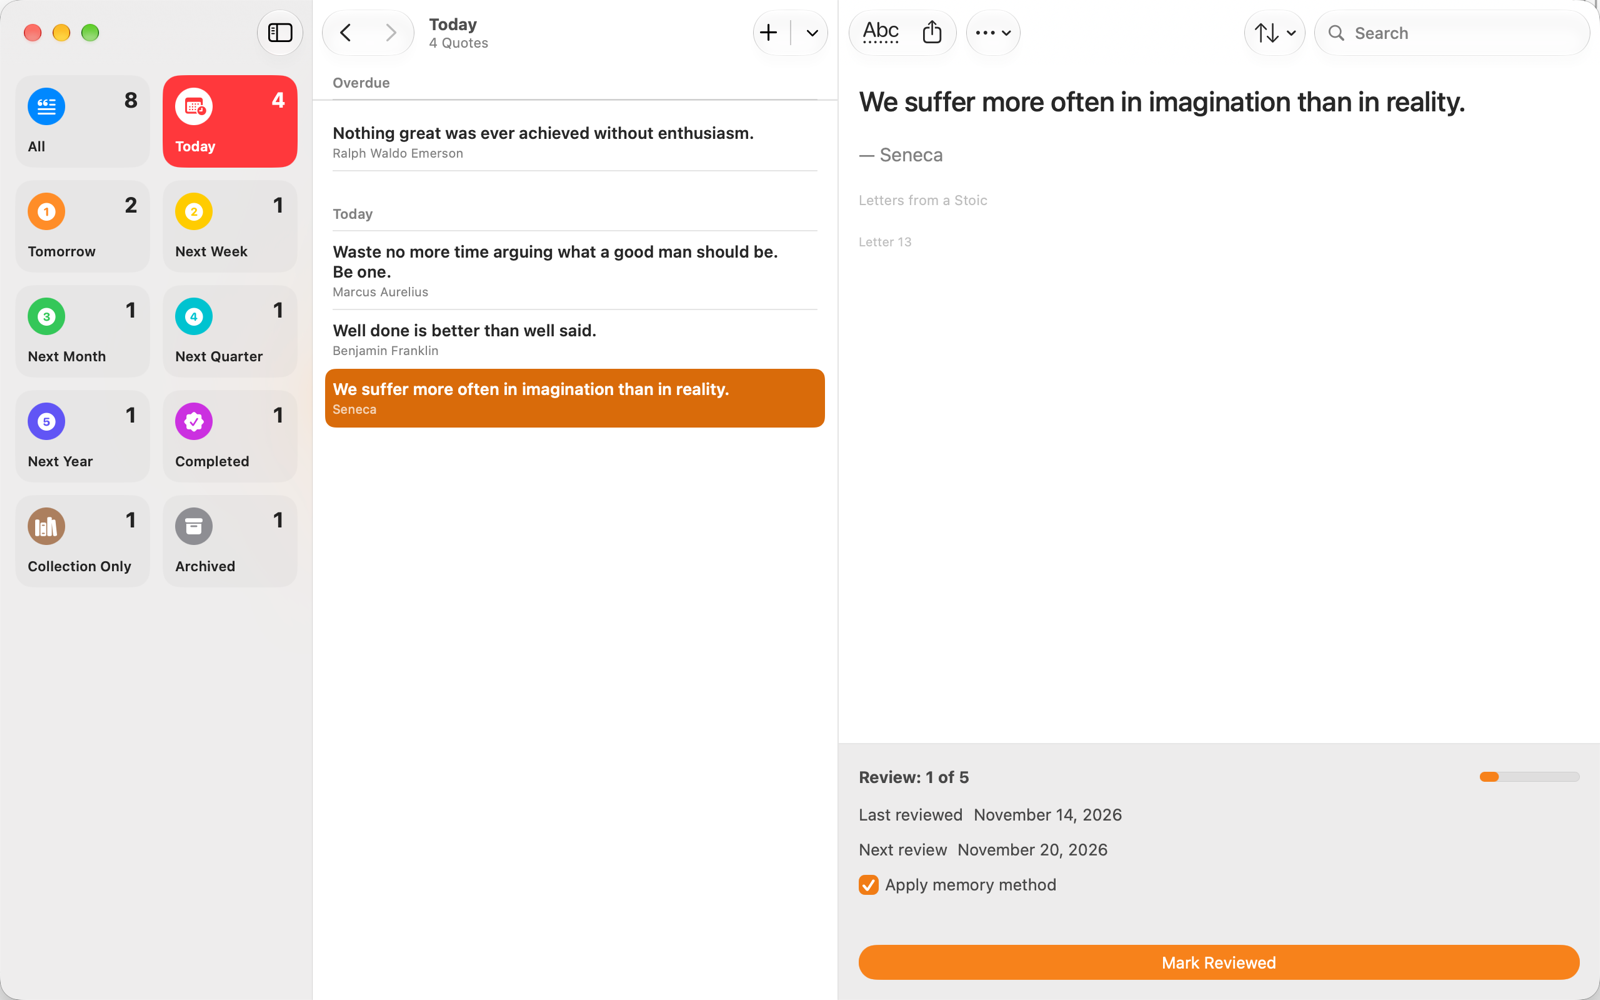 8
All
4
Today
1
2
Tomorrow
2
1
Next Week
3
1
Next Month
4
1
Next Quarter
5
1
Next Year
1
Completed
1
Collection Only
1
Archived
Today
4 Quotes
Overdue
Nothing great was ever achieved without enthusiasm.
Ralph Waldo Emerson
Today
Waste no more time arguing what a good man should be.
Be one.
Marcus Aurelius
Well done is better than well said.
Benjamin Franklin
We suffer more often in imagination than in reality.
Seneca
Abc
Search
We suffer more often in imagination than in reality.
— Seneca
Letters from a Stoic
Letter 13
Review: 1 of 5
Last reviewed November 14, 2026
Next review November 20, 2026
Apply memory method
Mark Reviewed